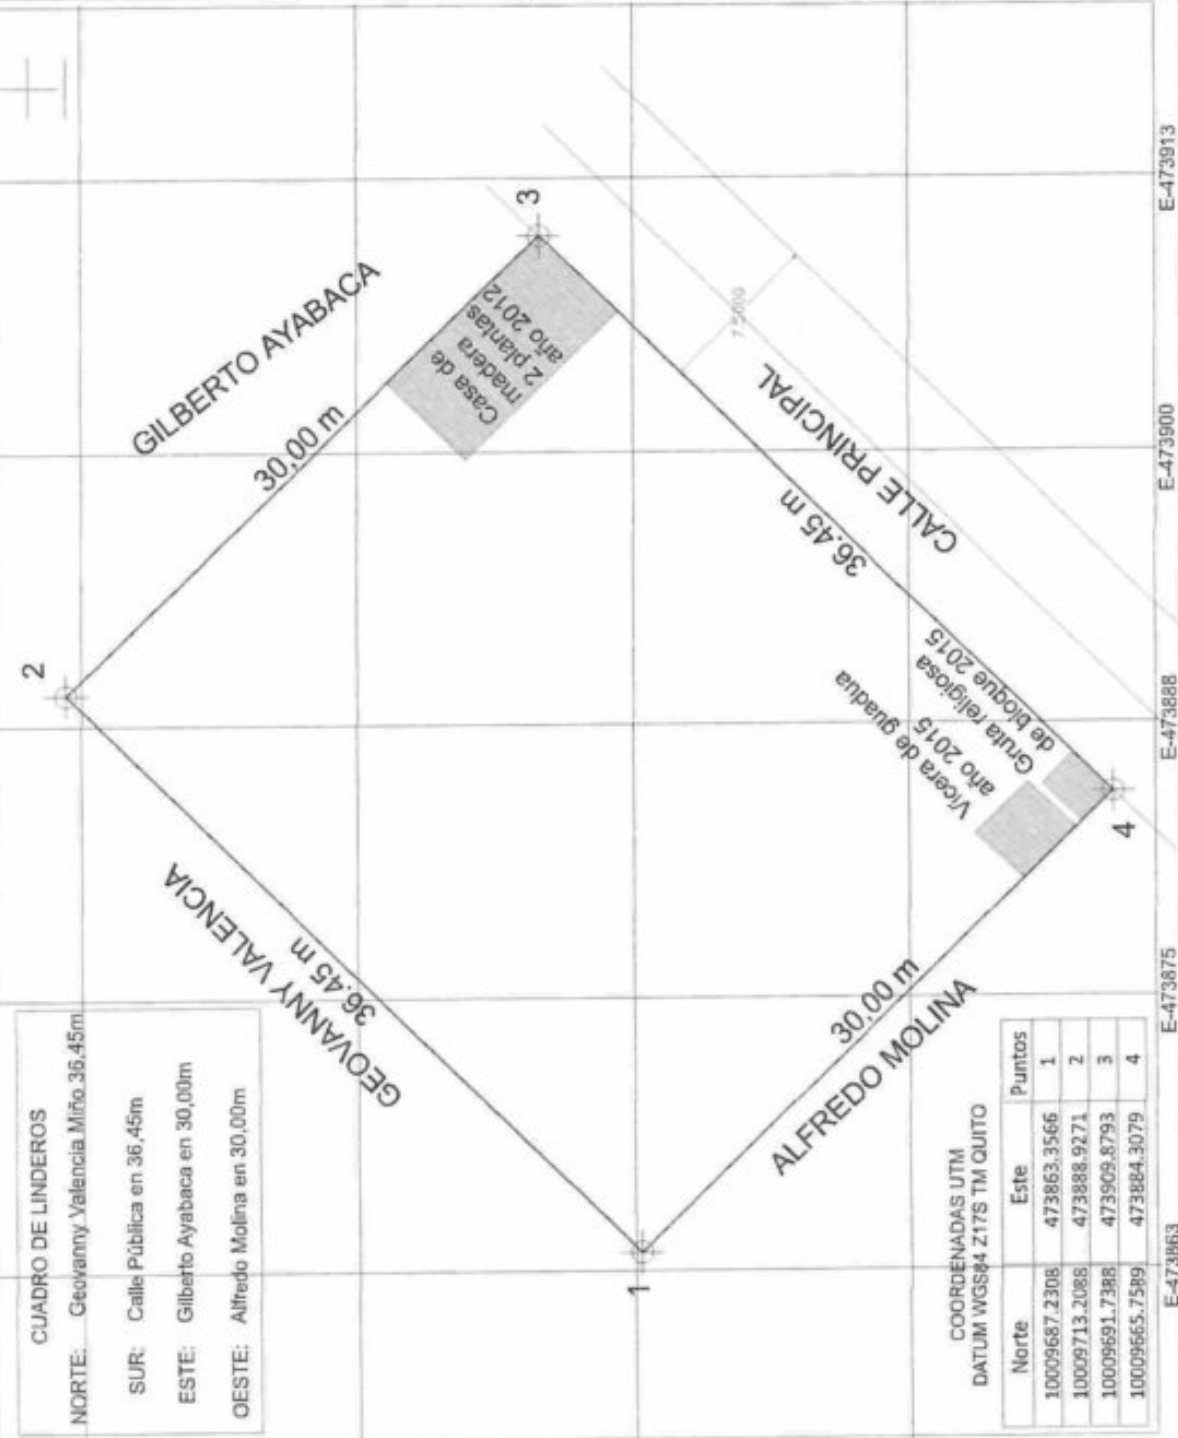 CUADRO DE LINDEROS
NORTE: Geovanny Valencia Miño 36,45m
SUR: Calle Pública en 36,45m
ESTE: Gilberto Ayabaca en 30,00m
OESTE: Alfredo Molina en 30,00m
2
GILBERTO AYABACA
30,00 m
3
Casa de
madera
2 plantas
año 2012
GEOVANNY VALENCIA
36.45 m
7.5000
CALLE PRINCIPAL
36.45 m
1
Vicera de guadua
año 2015
Gruta religiosa
de bloque 2015
4
30,00 m
ALFREDO MOLINA
COORDENADAS UTM
DATUM WGS84 Z17S TM QUITO
Norte Este Puntos
10009687.2308 473863.3566 1
10009713.2088 473888.9271 2
10009691.7388 473909.8793 3
10009665.7589 473884.3079 4
E-473863 E-473875 E-473888 E-473900 E-473913